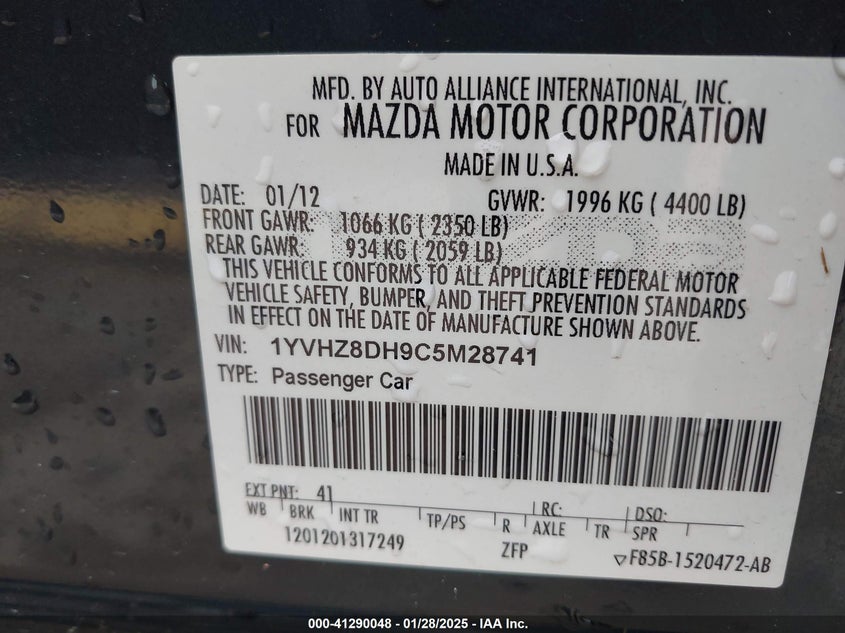 MFD. BY AUTO ALLIANCE INTERNATIONAL, INC.
FOR MAZDA MOTOR CORPORATION
MADE IN U.S.A.
DATE: 01/12 GVWR: 1996 KG ( 4400 LB)
FRONT GAWR: 1066 KG ( 2350 LB)
REAR GAWR: 934 KG ( 2059 LB)
THIS VEHICLE CONFORMS TO ALL APPLICABLE FEDERAL MOTOR
VEHICLE SAFETY, BUMPER, AND THEFT PREVENTION STANDARDS
IN EFFECT ON THE DATE OF MANUFACTURE SHOWN ABOVE.
VIN: 1YVHZ8DH9C5M28741
TYPE: Passenger Car
EXT PNT: 41 RC: DSO:
WB BRK INT TR TP/PS R AXLE TR SPR
1201201317249 ZFP ▽F85B-1520472-AB
000-41290048 - 01/28/2025 - IAA Inc.